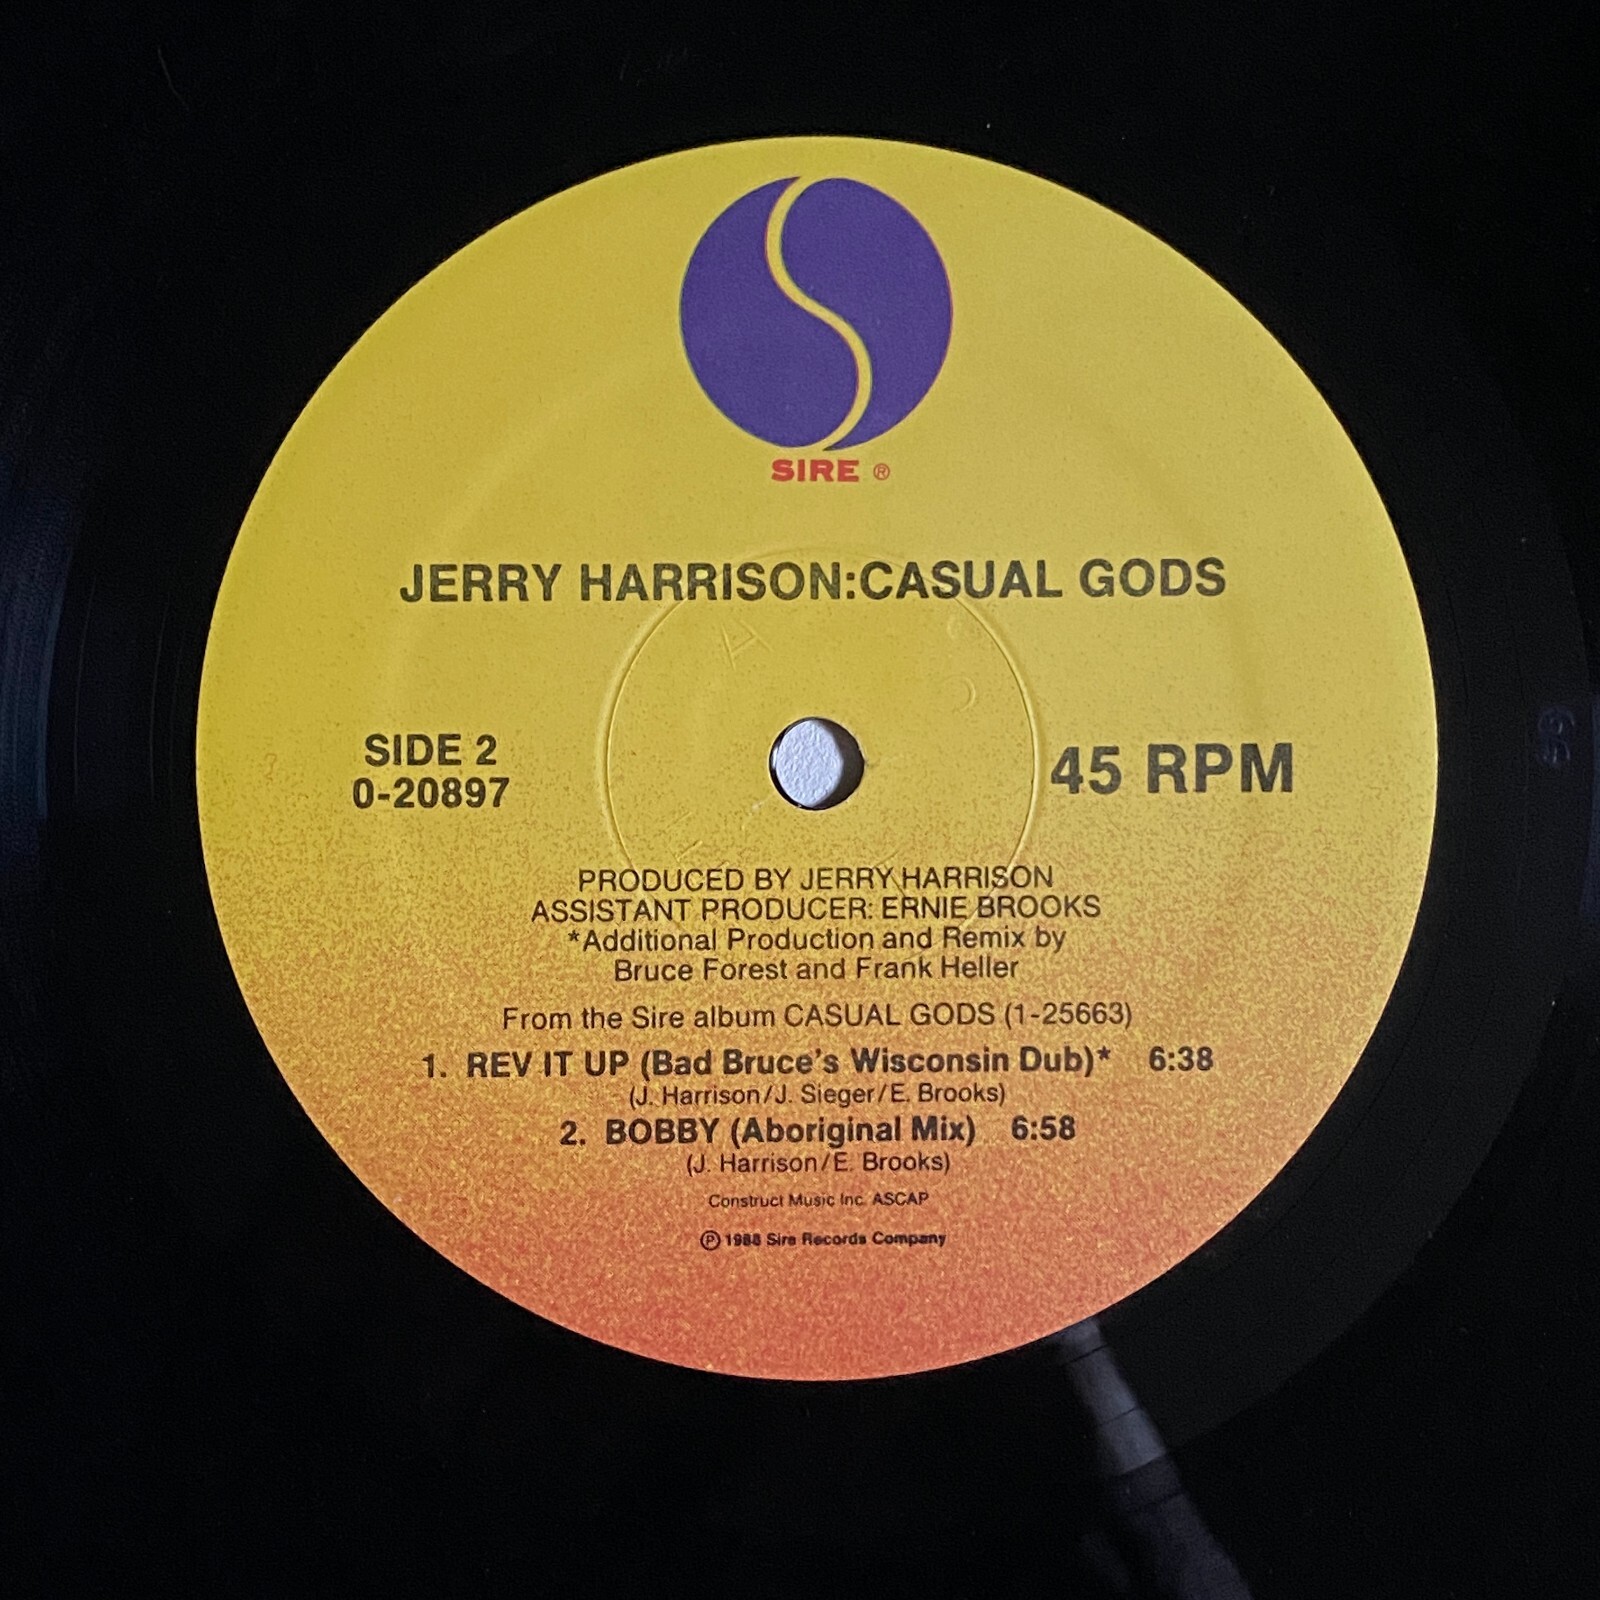 SIRE ®
JERRY HARRISON:CASUAL GODS
SIDE 2
0-20897
45 RPM
PRODUCED BY JERRY HARRISON
ASSISTANT PRODUCER: ERNIE BROOKS
*Additional Production and Remix by
Bruce Forest and Frank Heller
From the Sire album CASUAL GODS (1-25663)
1. REV IT UP (Bad Bruce's Wisconsin Dub)* 6:38
(J. Harrison/J. Sieger/E. Brooks)
2. BOBBY (Aboriginal Mix) 6:58
(J. Harrison/E. Brooks)
Construct Music Inc. ASCAP
℗ 1988 Sire Records Company